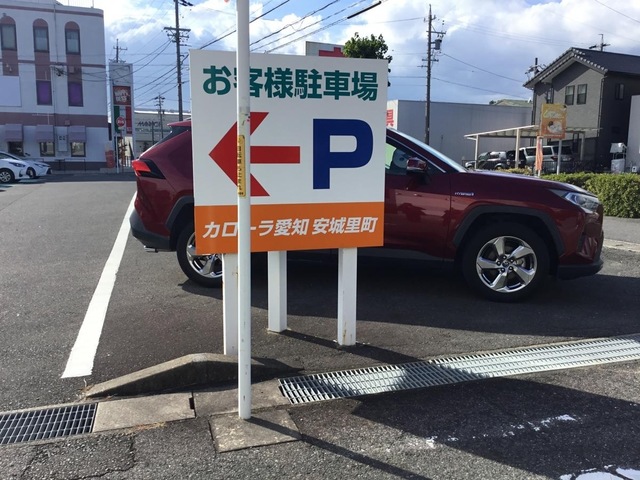 お客様駐車場
P
カローラ愛知 安城里町